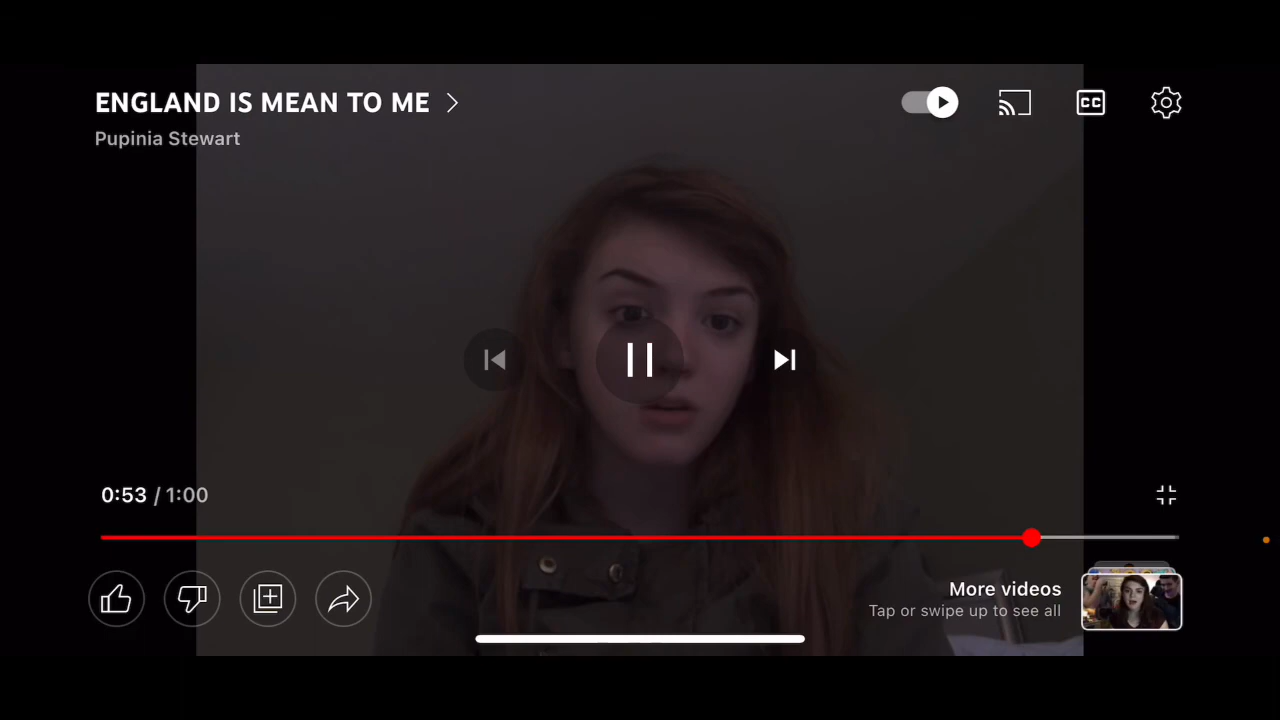 ENGLAND IS MEAN TO ME
Pupinia Stewart
CC
0:53 / 1:00
More videos
Tap or swipe up to see all